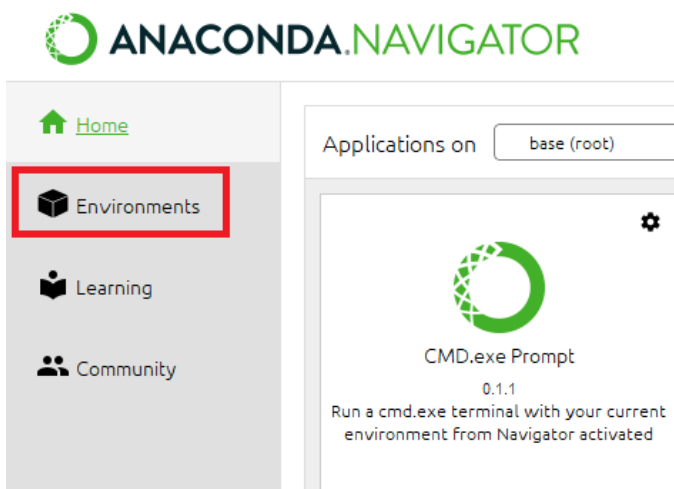 ANACONDA.NAVIGATOR
Home
Applications on base (root)
Environments
Learning
Community
CMD.exe Prompt
0.1.1
Run a cmd.exe terminal with your current
environment from Navigator activated